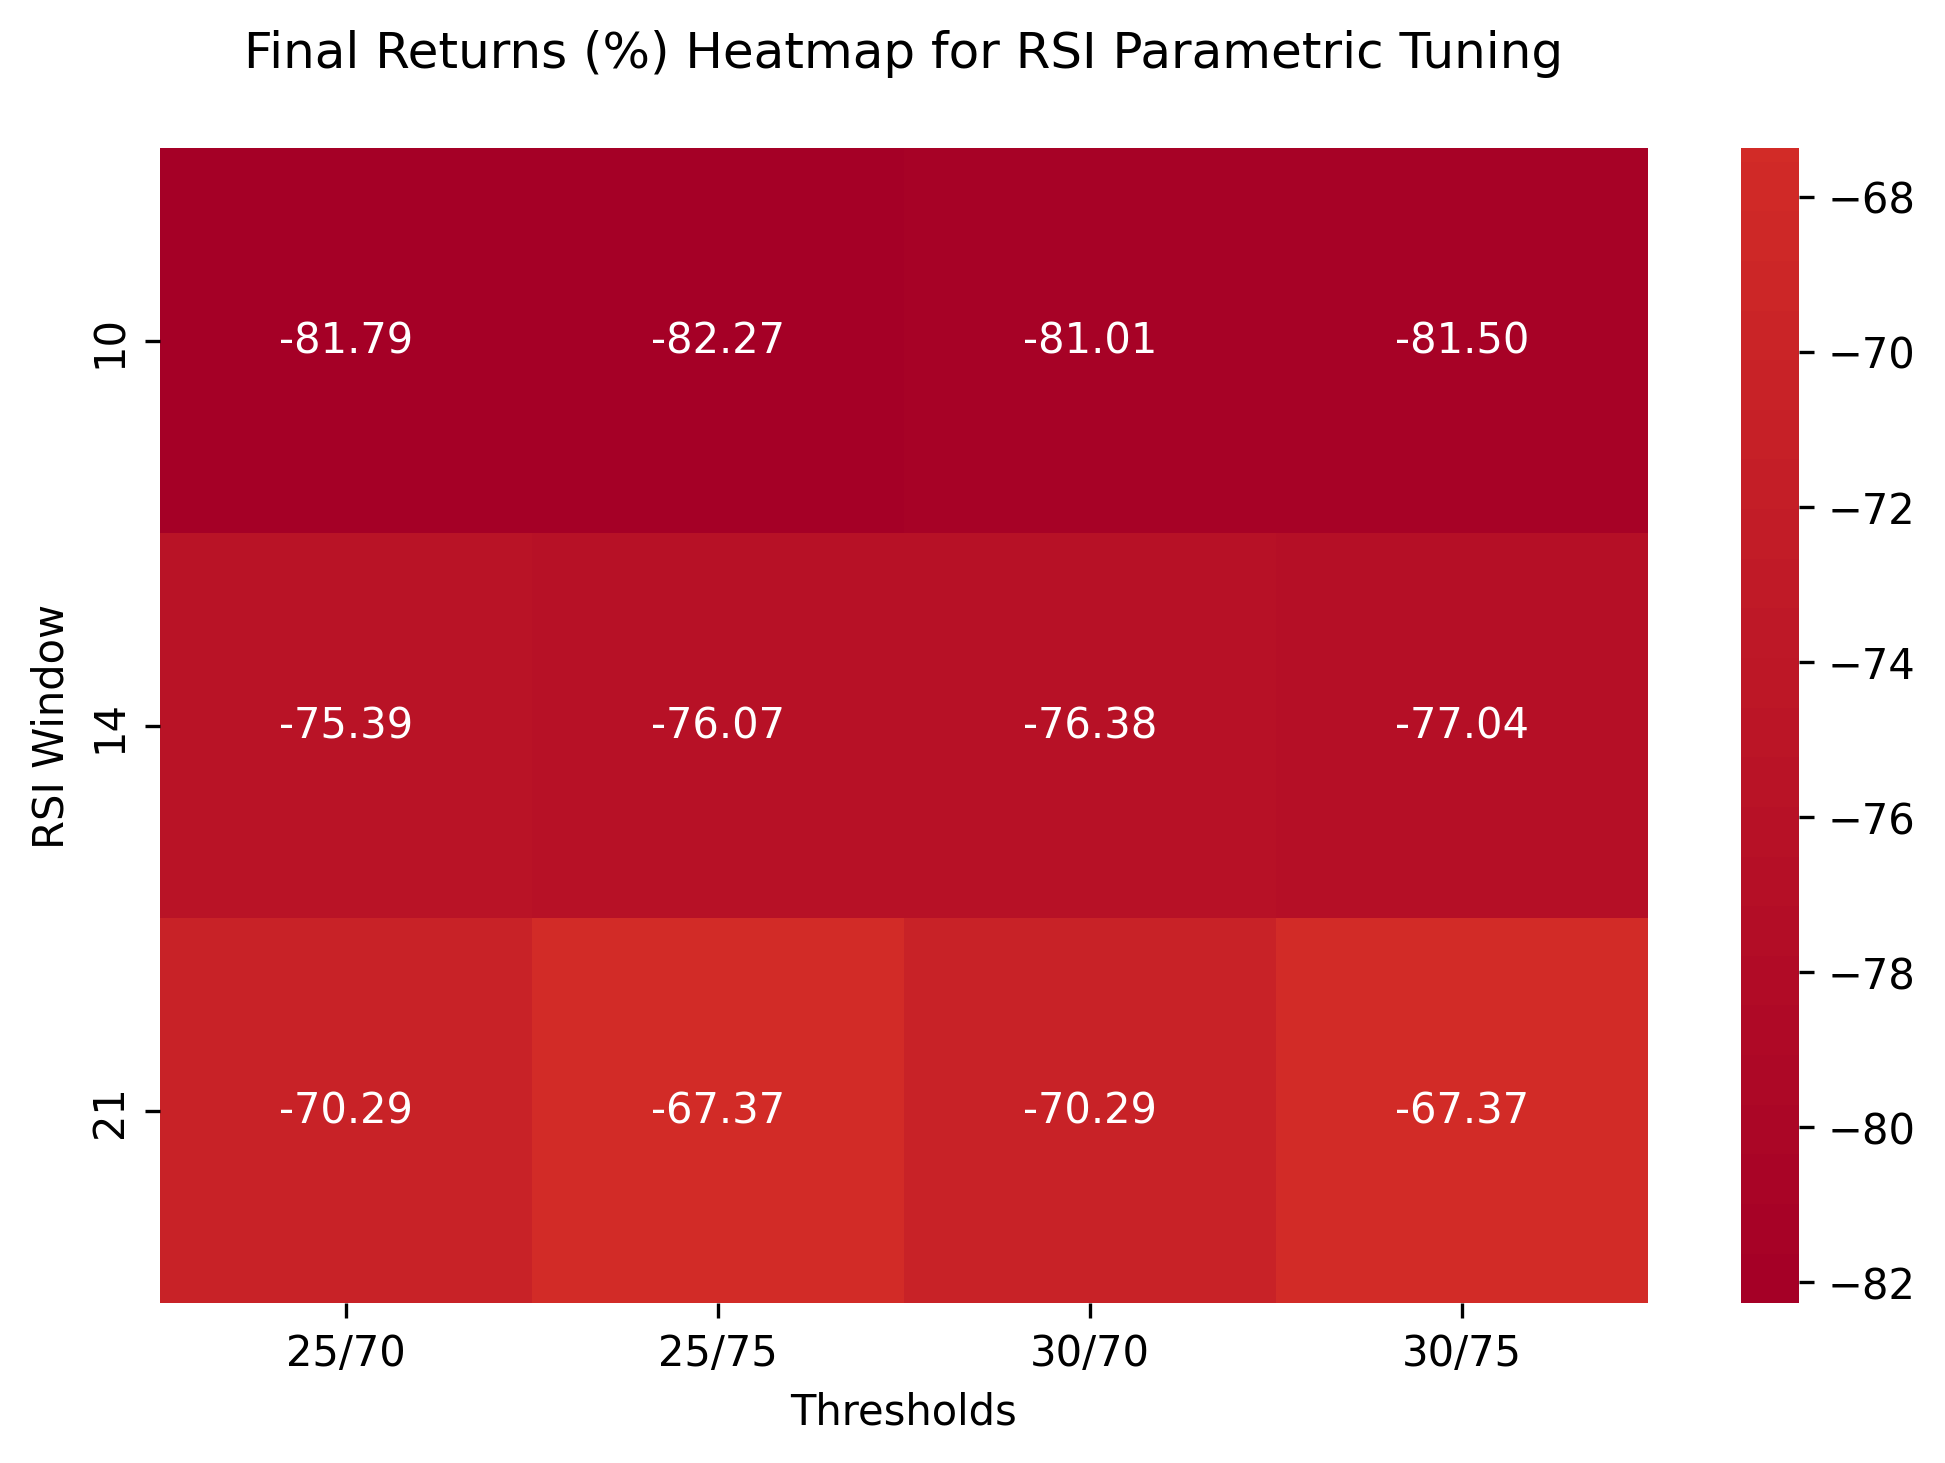 Final Returns (%) Heatmap for RSI Parametric Tuning
RSI Window
10
-81.79 -82.27 -81.01 -81.50
14
-75.39 -76.07 -76.38 -77.04
21
-70.29 -67.37 -70.29 -67.37
25/70 25/75 30/70 30/75
Thresholds
−68
−70
−72
−74
−76
−78
−80
−82